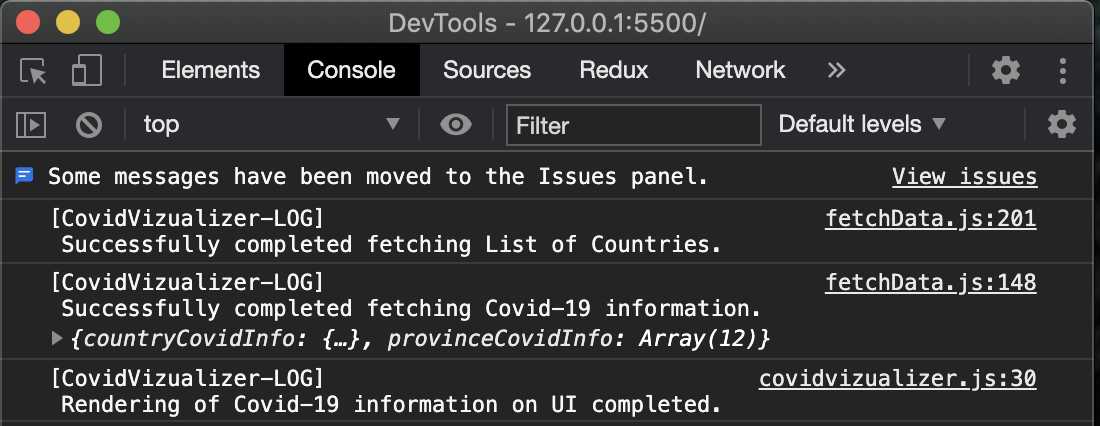 DevTools - 127.0.0.1:5500/
Elements Console Sources Redux Network »
top Filter Default levels
Some messages have been moved to the Issues panel. View issues
[CovidVizualizer-LOG] fetchData.js:201
Successfully completed fetching List of Countries.
[CovidVizualizer-LOG] fetchData.js:148
Successfully completed fetching Covid-19 information.
{countryCovidInfo: {…}, provinceCovidInfo: Array(12)}
[CovidVizualizer-LOG] covidvizualizer.js:30
Rendering of Covid-19 information on UI completed.